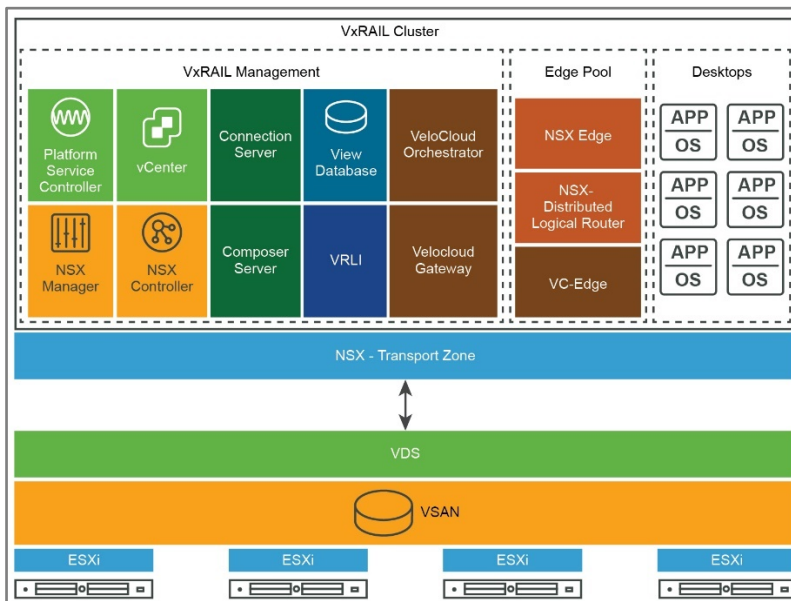 VxRAIL Cluster
VxRAIL Management
Edge Pool
Desktops
Platform
Service
Controller
vCenter
Connection
Server
View
Database
VeloCloud
Orchestrator
NSX
Manager
NSX
Controller
Composer
Server
VRLI
Velocloud
Gateway
NSX Edge
NSX-
Distributed
Logical Router
VC-Edge
APP
OS
APP
OS
APP
OS
APP
OS
APP
OS
APP
OS
NSX - Transport Zone
VDS
VSAN
ESXi
ESXi
ESXi
ESXi